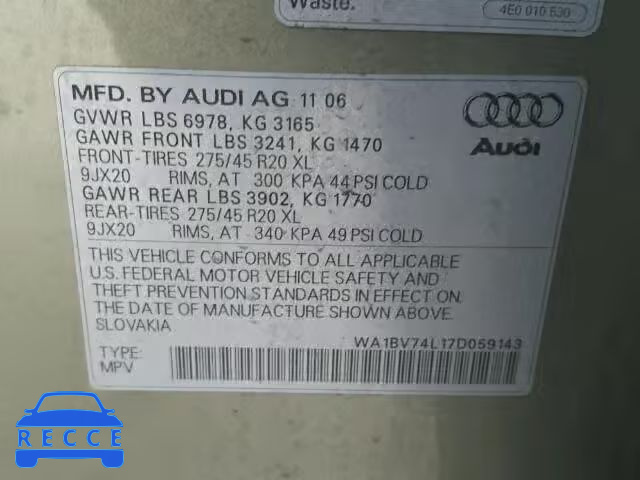 Waste.
4E0 010 530
MFD. BY AUDI AG 11 06
GVWR LBS 6978, KG 3165
GAWR FRONT LBS 3241, KG 1470
FRONT-TIRES 275/45 R20 XL
9JX20 RIMS, AT 300 KPA 44 PSI COLD
GAWR REAR LBS 3902, KG 1770
REAR-TIRES 275/45 R20 XL
9JX20 RIMS, AT 340 KPA 49 PSI COLD
Audi
THIS VEHICLE CONFORMS TO ALL APPLICABLE
U.S. FEDERAL MOTOR VEHICLE SAFETY AND
THEFT PREVENTION STANDARDS IN EFFECT ON
THE DATE OF MANUFACTURE SHOWN ABOVE
SLOVAKIA
WA1BV74L17D059143
TYPE:
MPV
RECCE